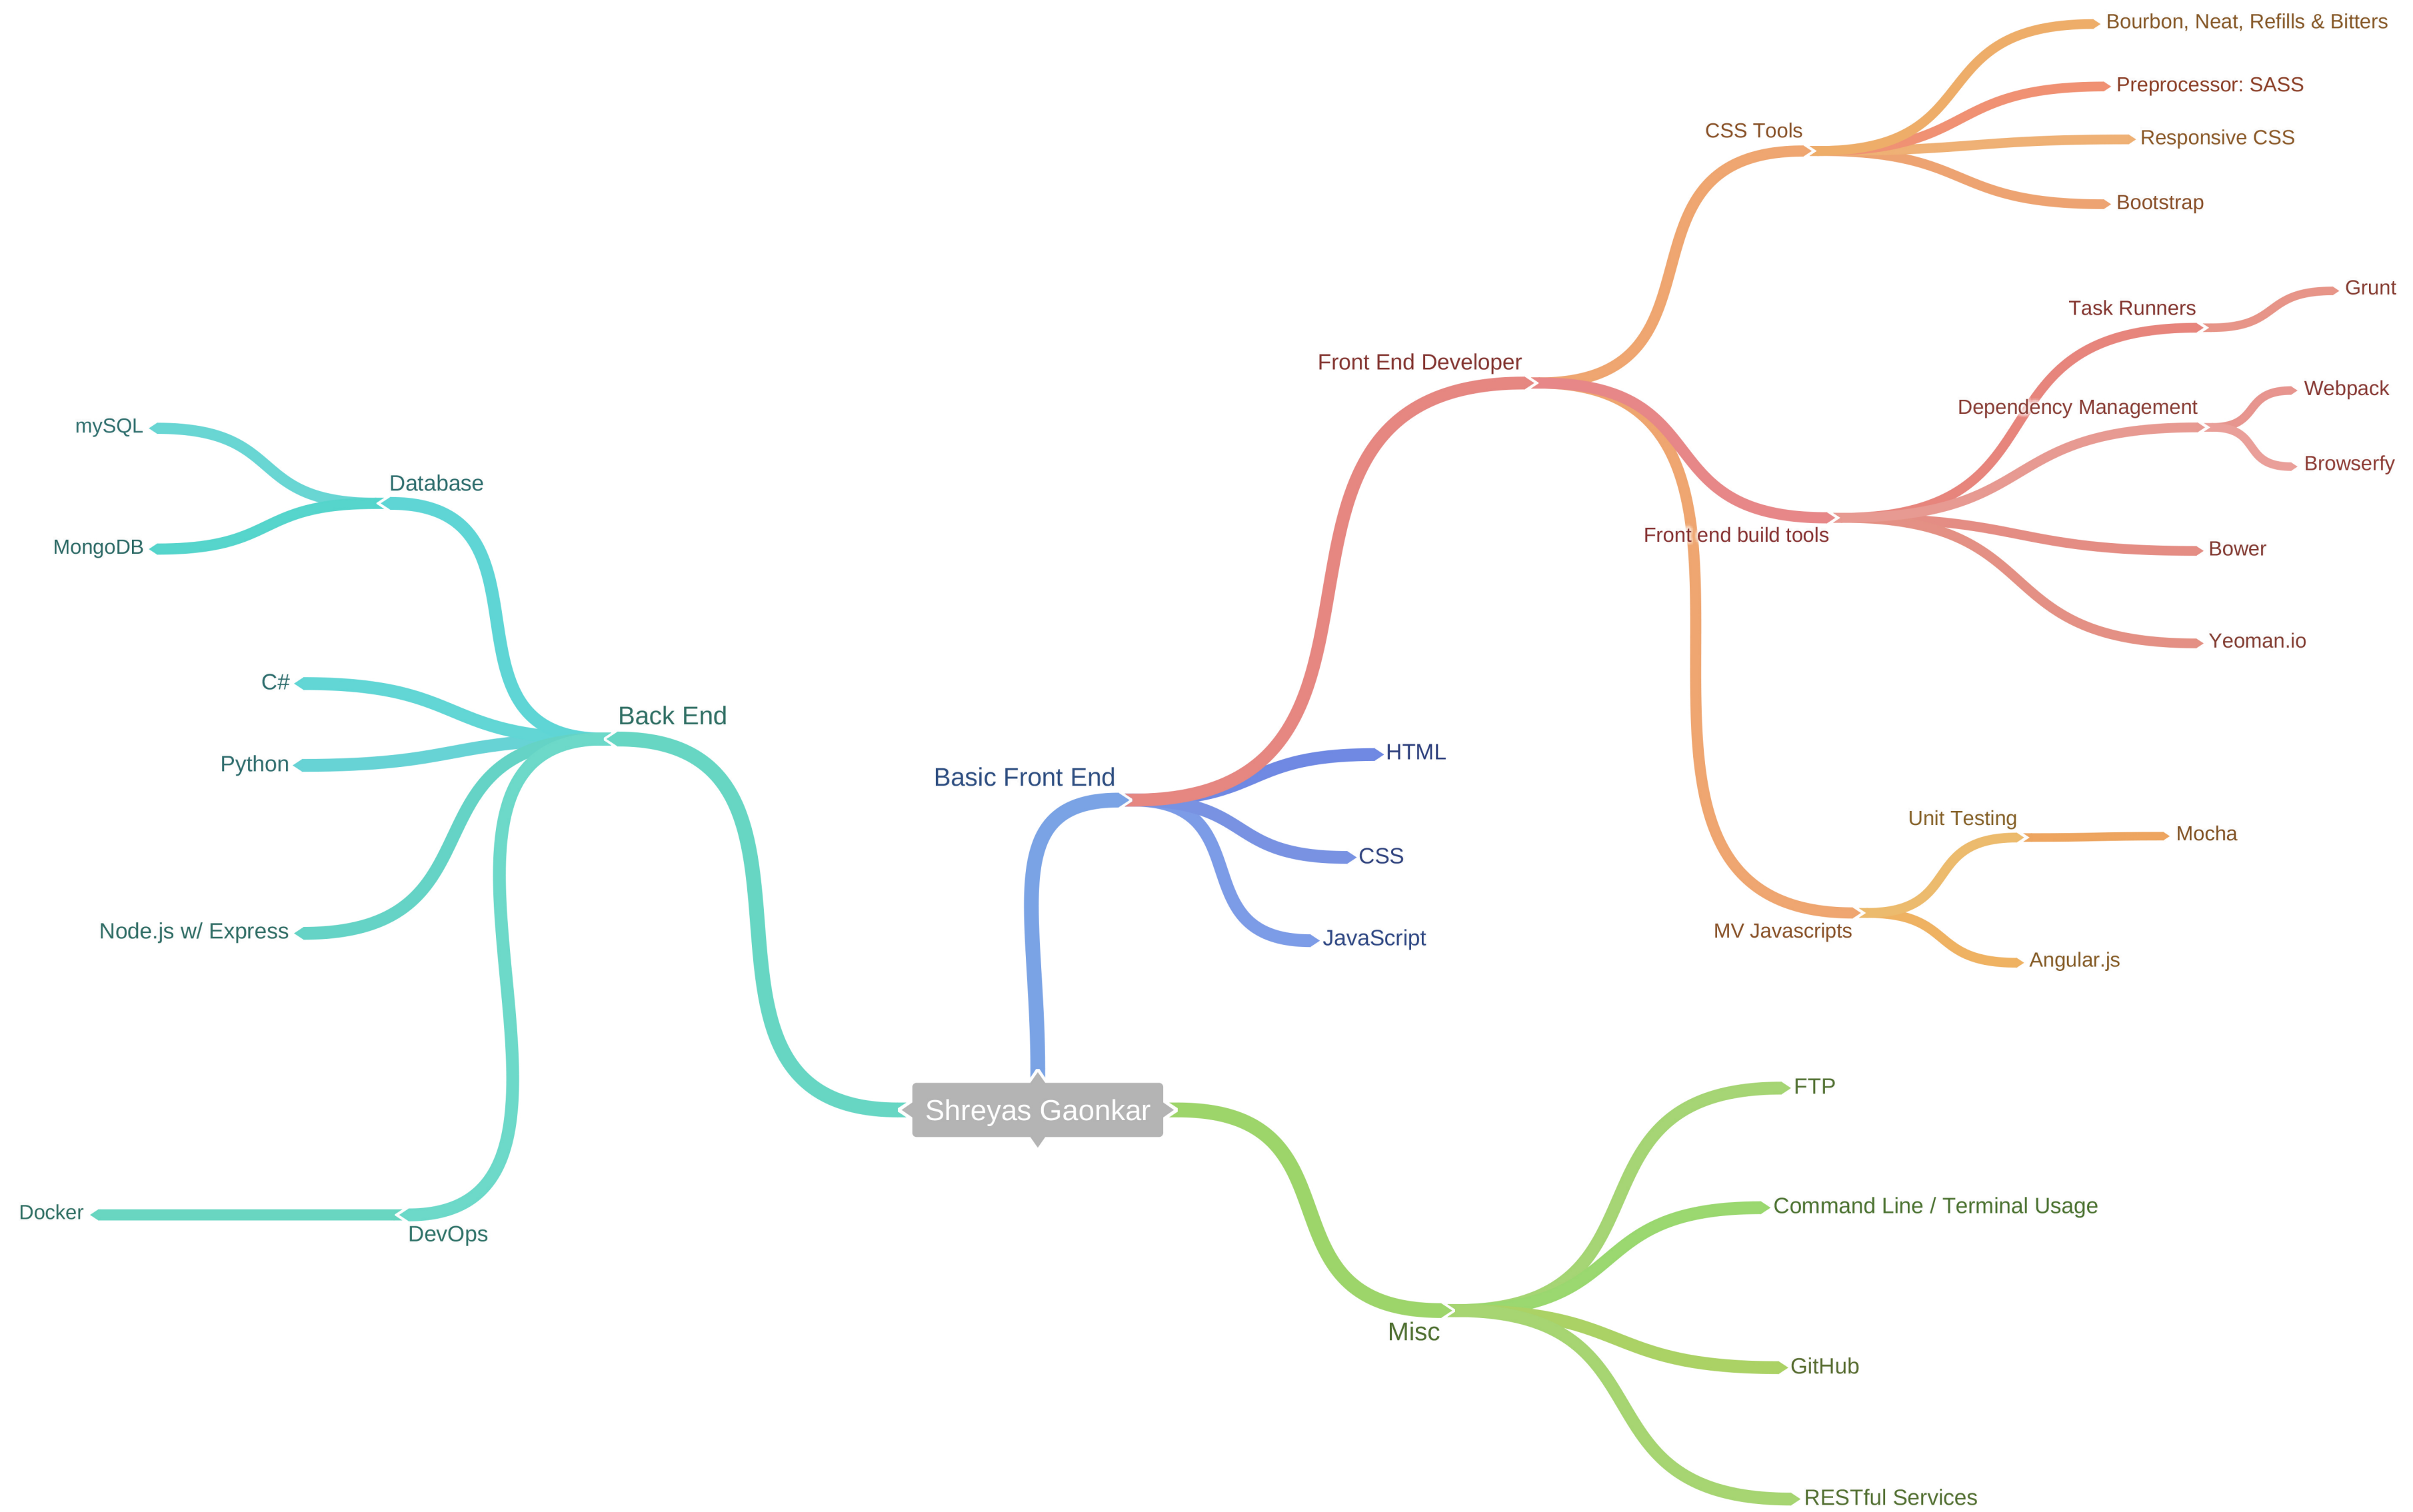 Bourbon, Neat, Refills & Bitters
Preprocessor: SASS
CSS Tools
Responsive CSS
Bootstrap
Grunt
Task Runners
Front End Developer
Webpack
Dependency Management
mySQL
Browserfy
Database
Front end build tools
MongoDB
Bower
Yeoman.io
C#
Back End
HTML
Python
Basic Front End
Unit Testing
Mocha
CSS
Node.js w/ Express
JavaScript
MV Javascripts
Angular.js
FTP
Shreyas Gaonkar
Command Line / Terminal Usage
Docker
DevOps
Misc
GitHub
RESTful Services